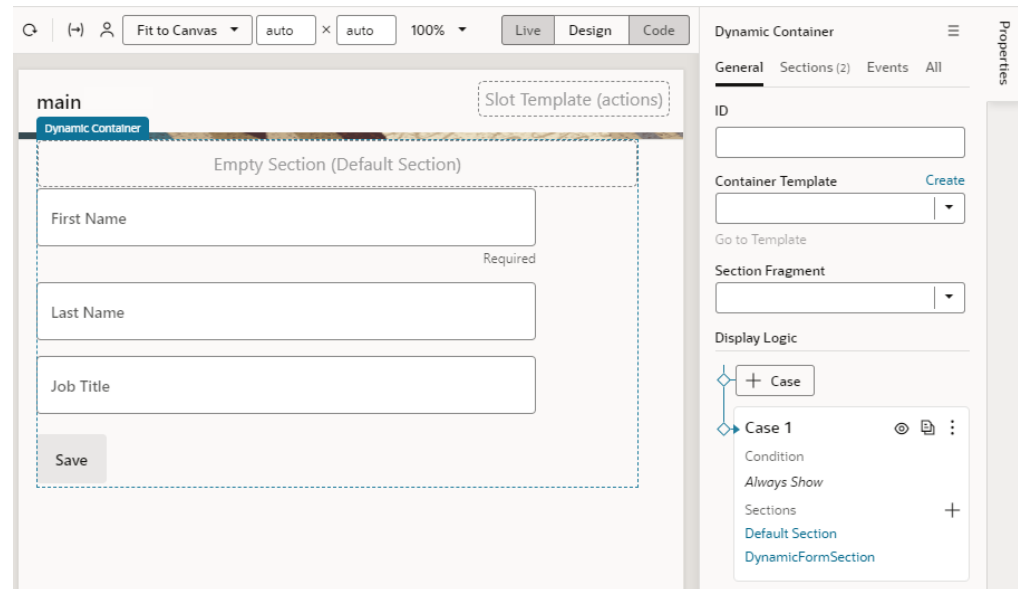 Fit to Canvas auto × auto 100% Live Design Code
main
Slot Template (actions)
Dynamic Container
Empty Section (Default Section)
First Name
Required
Last Name
Job Title
Save
Dynamic Container
General Sections (2) Events All
ID
Container Template Create
Go to Template
Section Fragment
Display Logic
+ Case
Case 1
Condition
Always Show
Sections +
Default Section
DynamicFormSection
Properties